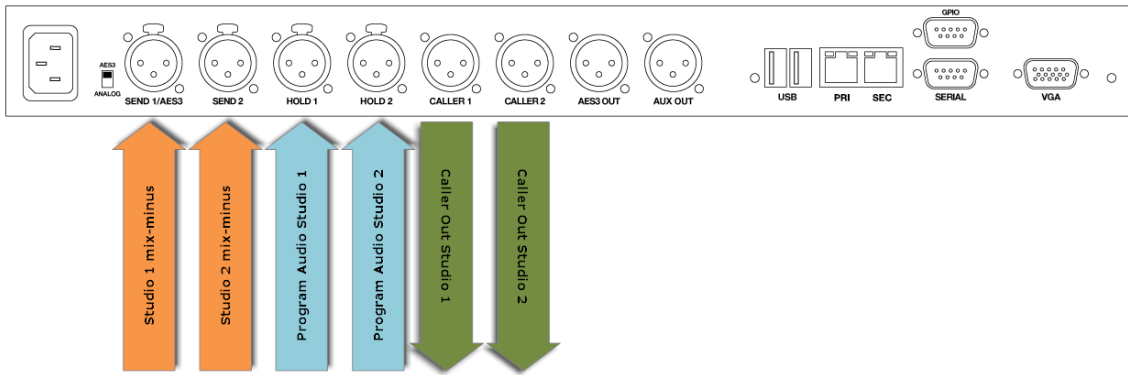 GPIO
AES3
ANALOG
SEND 1/AES3
SEND 2
HOLD 1
HOLD 2
CALLER 1
CALLER 2
AES3 OUT
AUX OUT
USB
PRI
SEC
SERIAL
VGA
Studio 1 mix-minus
Studio 2 mix-minus
Program Audio Studio 1
Program Audio Studio 2
Caller Out Studio 1
Caller Out Studio 2